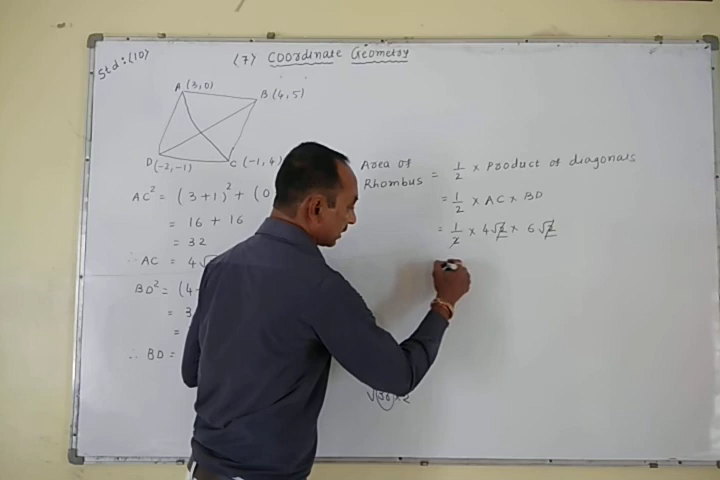 Std:(10)
(7) Coordinate Geometry
A (3,0)
B (4,5)
D(-2,-1)
C (-1,4)
AC² = (3+1)² + (0
= 16 + 16
= 32
∴ AC = 4√
BD² = (4-
= 3
=
∴ BD =
Area of Rhombus = 1/2 × Product of diagonals
= 1/2 × AC × BD
= 1/2 × 4√2 × 6√2